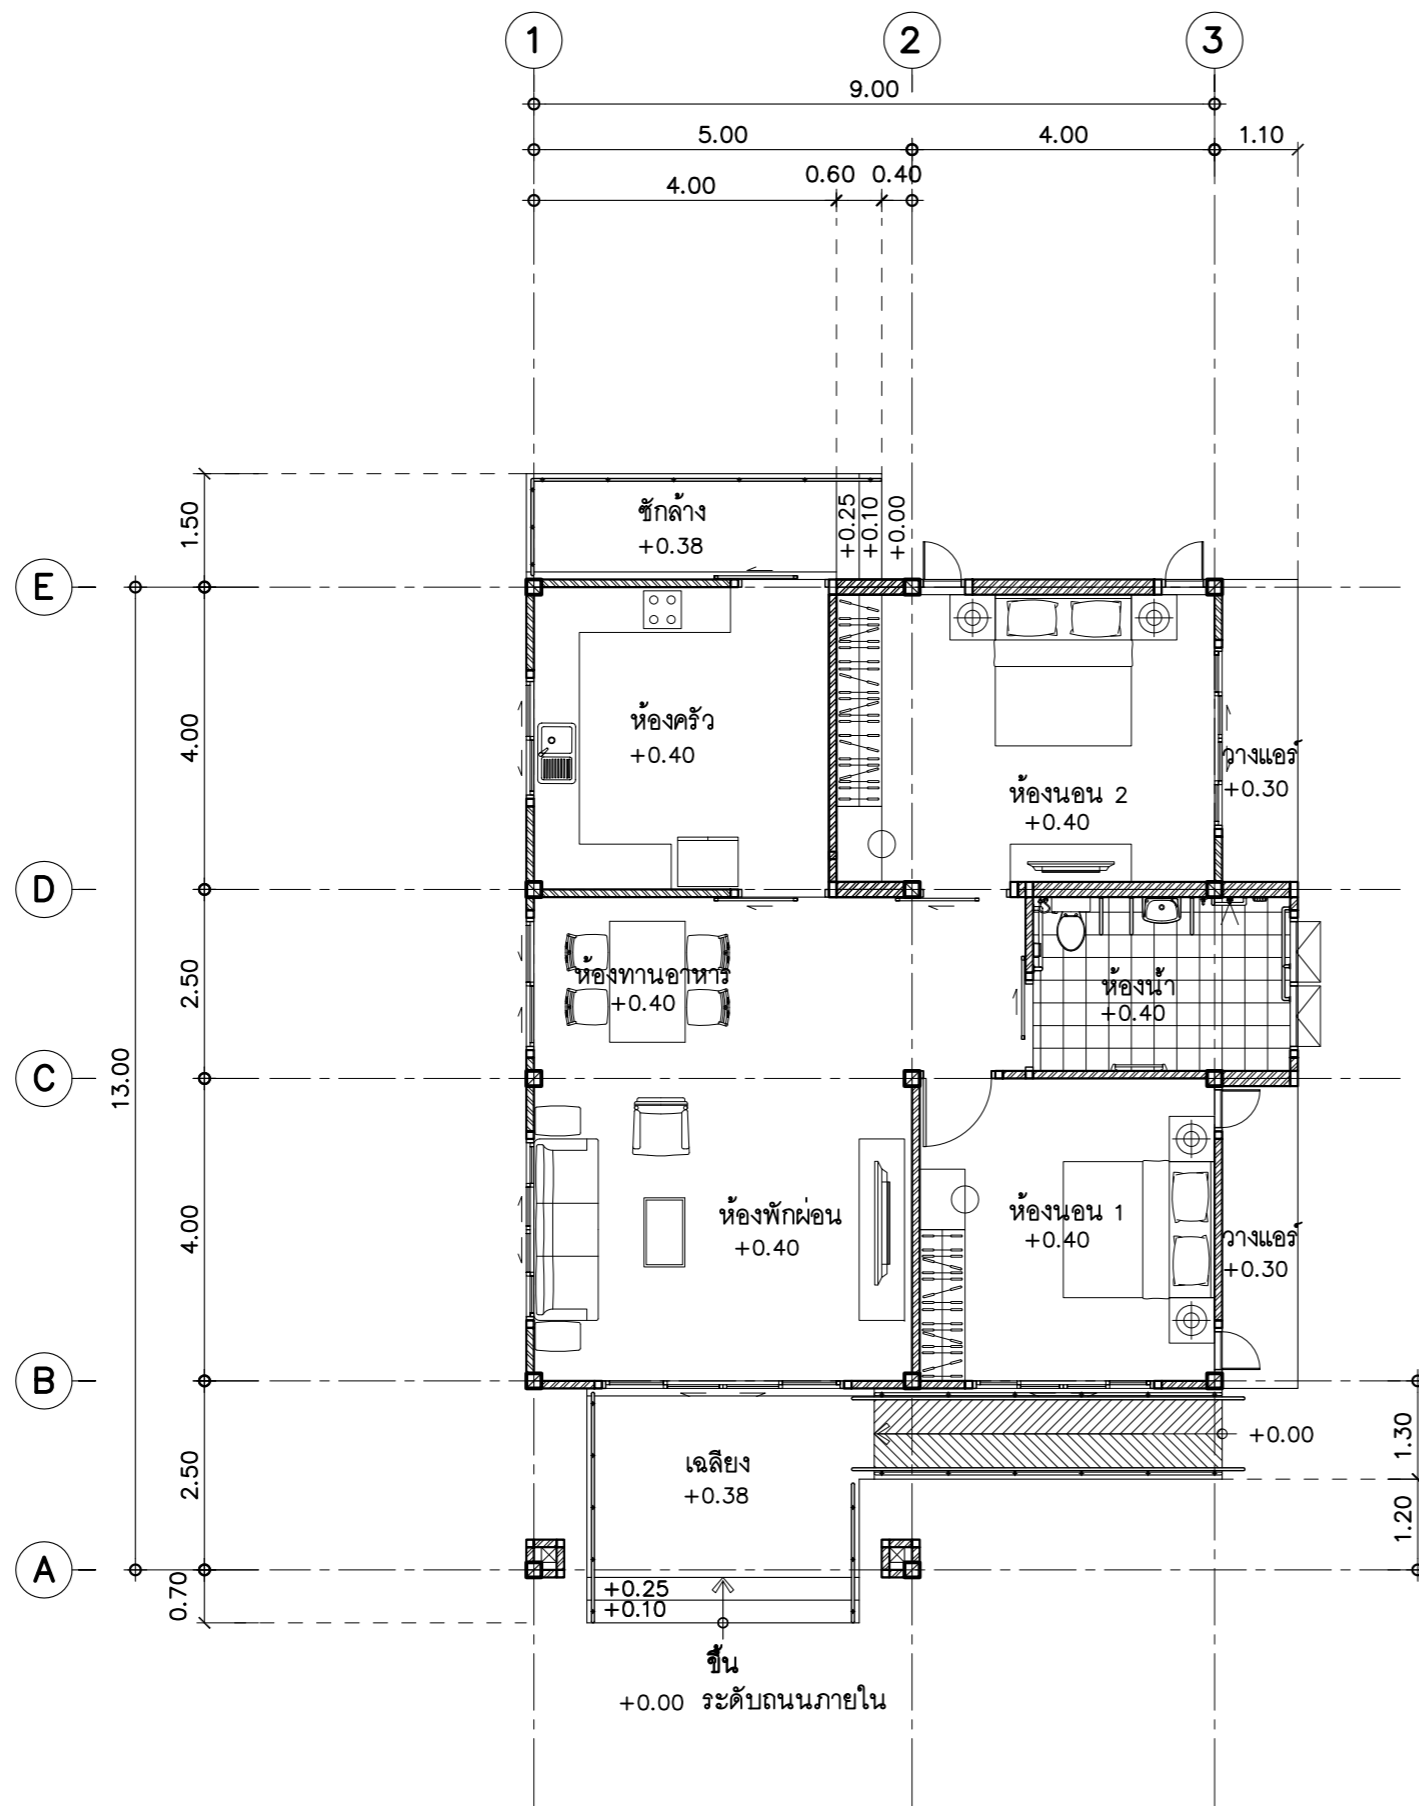 1
2
3
9.00
5.00
4.00
1.10
4.00
0.60
0.40
1.50
ซักล้าง
+0.38
+0.25
+0.10
+0.00
E
4.00
ห้องครัว
+0.40
วางแอร์
+0.30
ห้องนอน 2
+0.40
D
2.50
ห้องทานอาหาร
+0.40
ห้องน้ำ
+0.40
13.00
C
4.00
ห้องพักผ่อน
+0.40
ห้องนอน 1
+0.40
วางแอร์
+0.30
B
2.50
เฉลียง
+0.38
+0.00
1.30
1.20
A
0.70
+0.25
+0.10
ขึ้น
+0.00 ระดับถนนภายใน